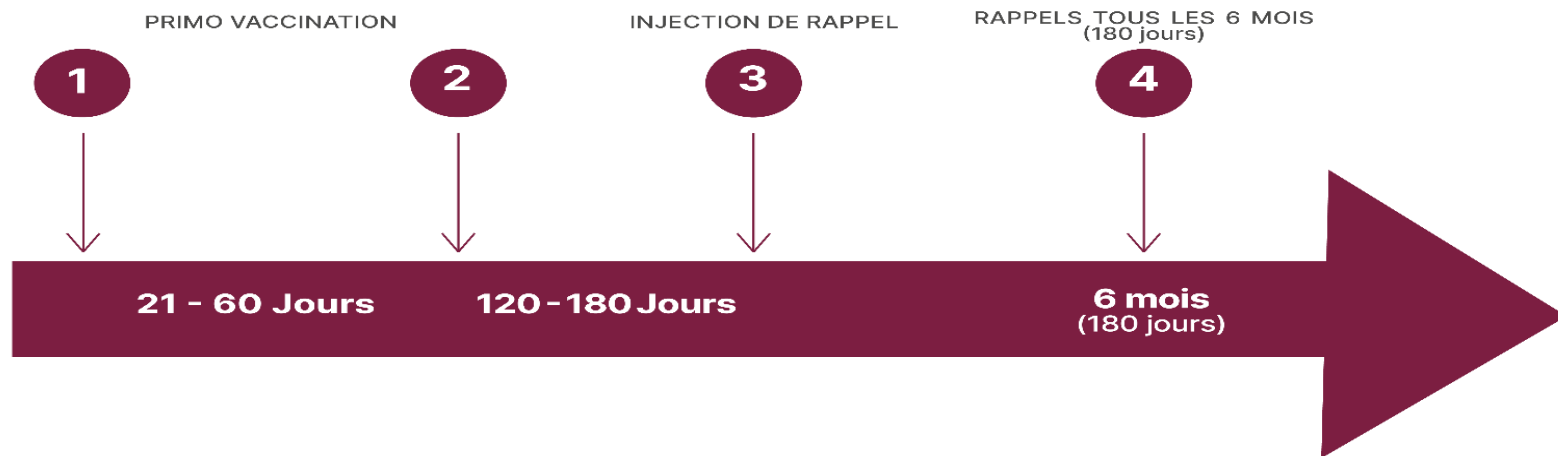 PRIMO VACCINATION
INJECTION DE RAPPEL
RAPPELS TOUS LES 6 MOIS
(180 jours)
1
2
3
4
21 - 60 Jours
120-180 Jours
6 mois
(180 jours)